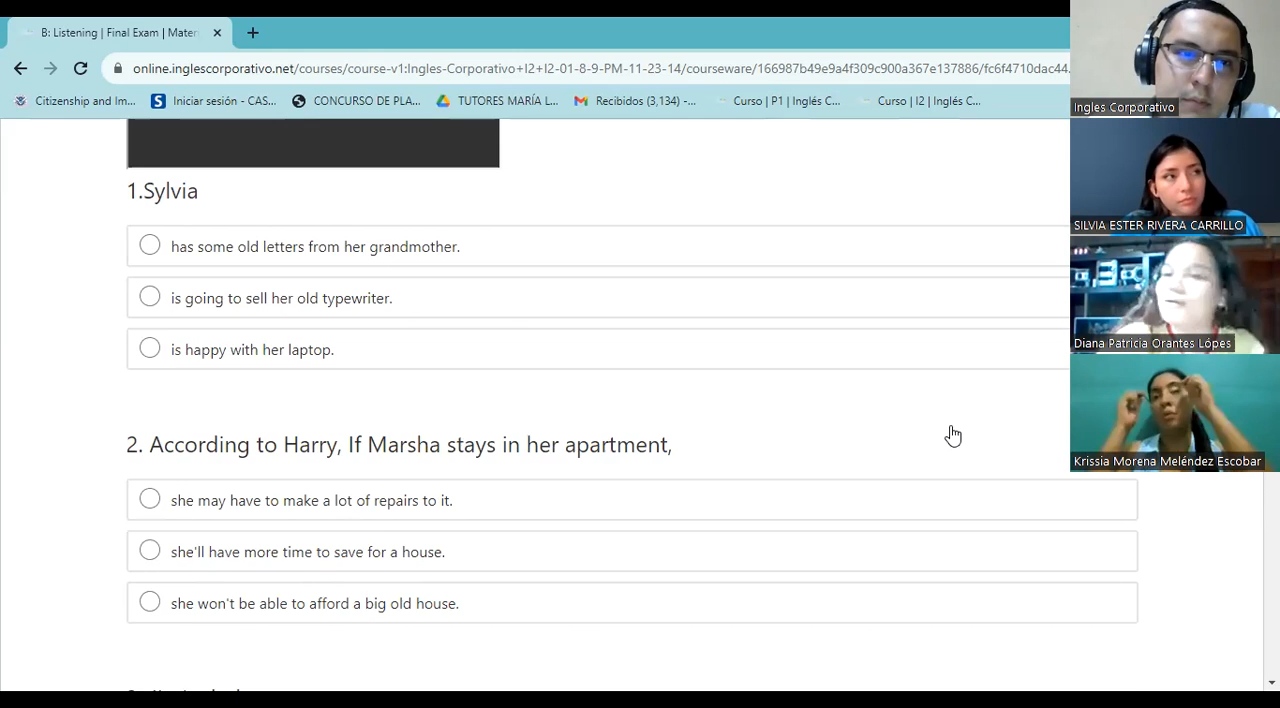 B: Listening | Final Exam | Mater
online.inglescorporativo.net/courses/course-v1:Ingles-Corporativo+I2+I2-01-8-9-PM-11-23-14/courseware/166987b49e9a4f309c900a367e137886/fc6f4710dac44.
Citizenship and Im... Iniciar sesión - CAS... CONCURSO DE PLA... TUTORES MARÍA L... Recibidos (3,134) -... Curso | P1 | Inglés C... Curso | I2 | Inglés C...
Ingles Corporativo
1.Sylvia
SILVIA ESTER RIVERA CARRILLO
has some old letters from her grandmother.
is going to sell her old typewriter.
Diana Patricia Orantes Lópes
is happy with her laptop.
2. According to Harry, If Marsha stays in her apartment,
Krissia Morena Meléndez Escobar
she may have to make a lot of repairs to it.
she'll have more time to save for a house.
she won't be able to afford a big old house.